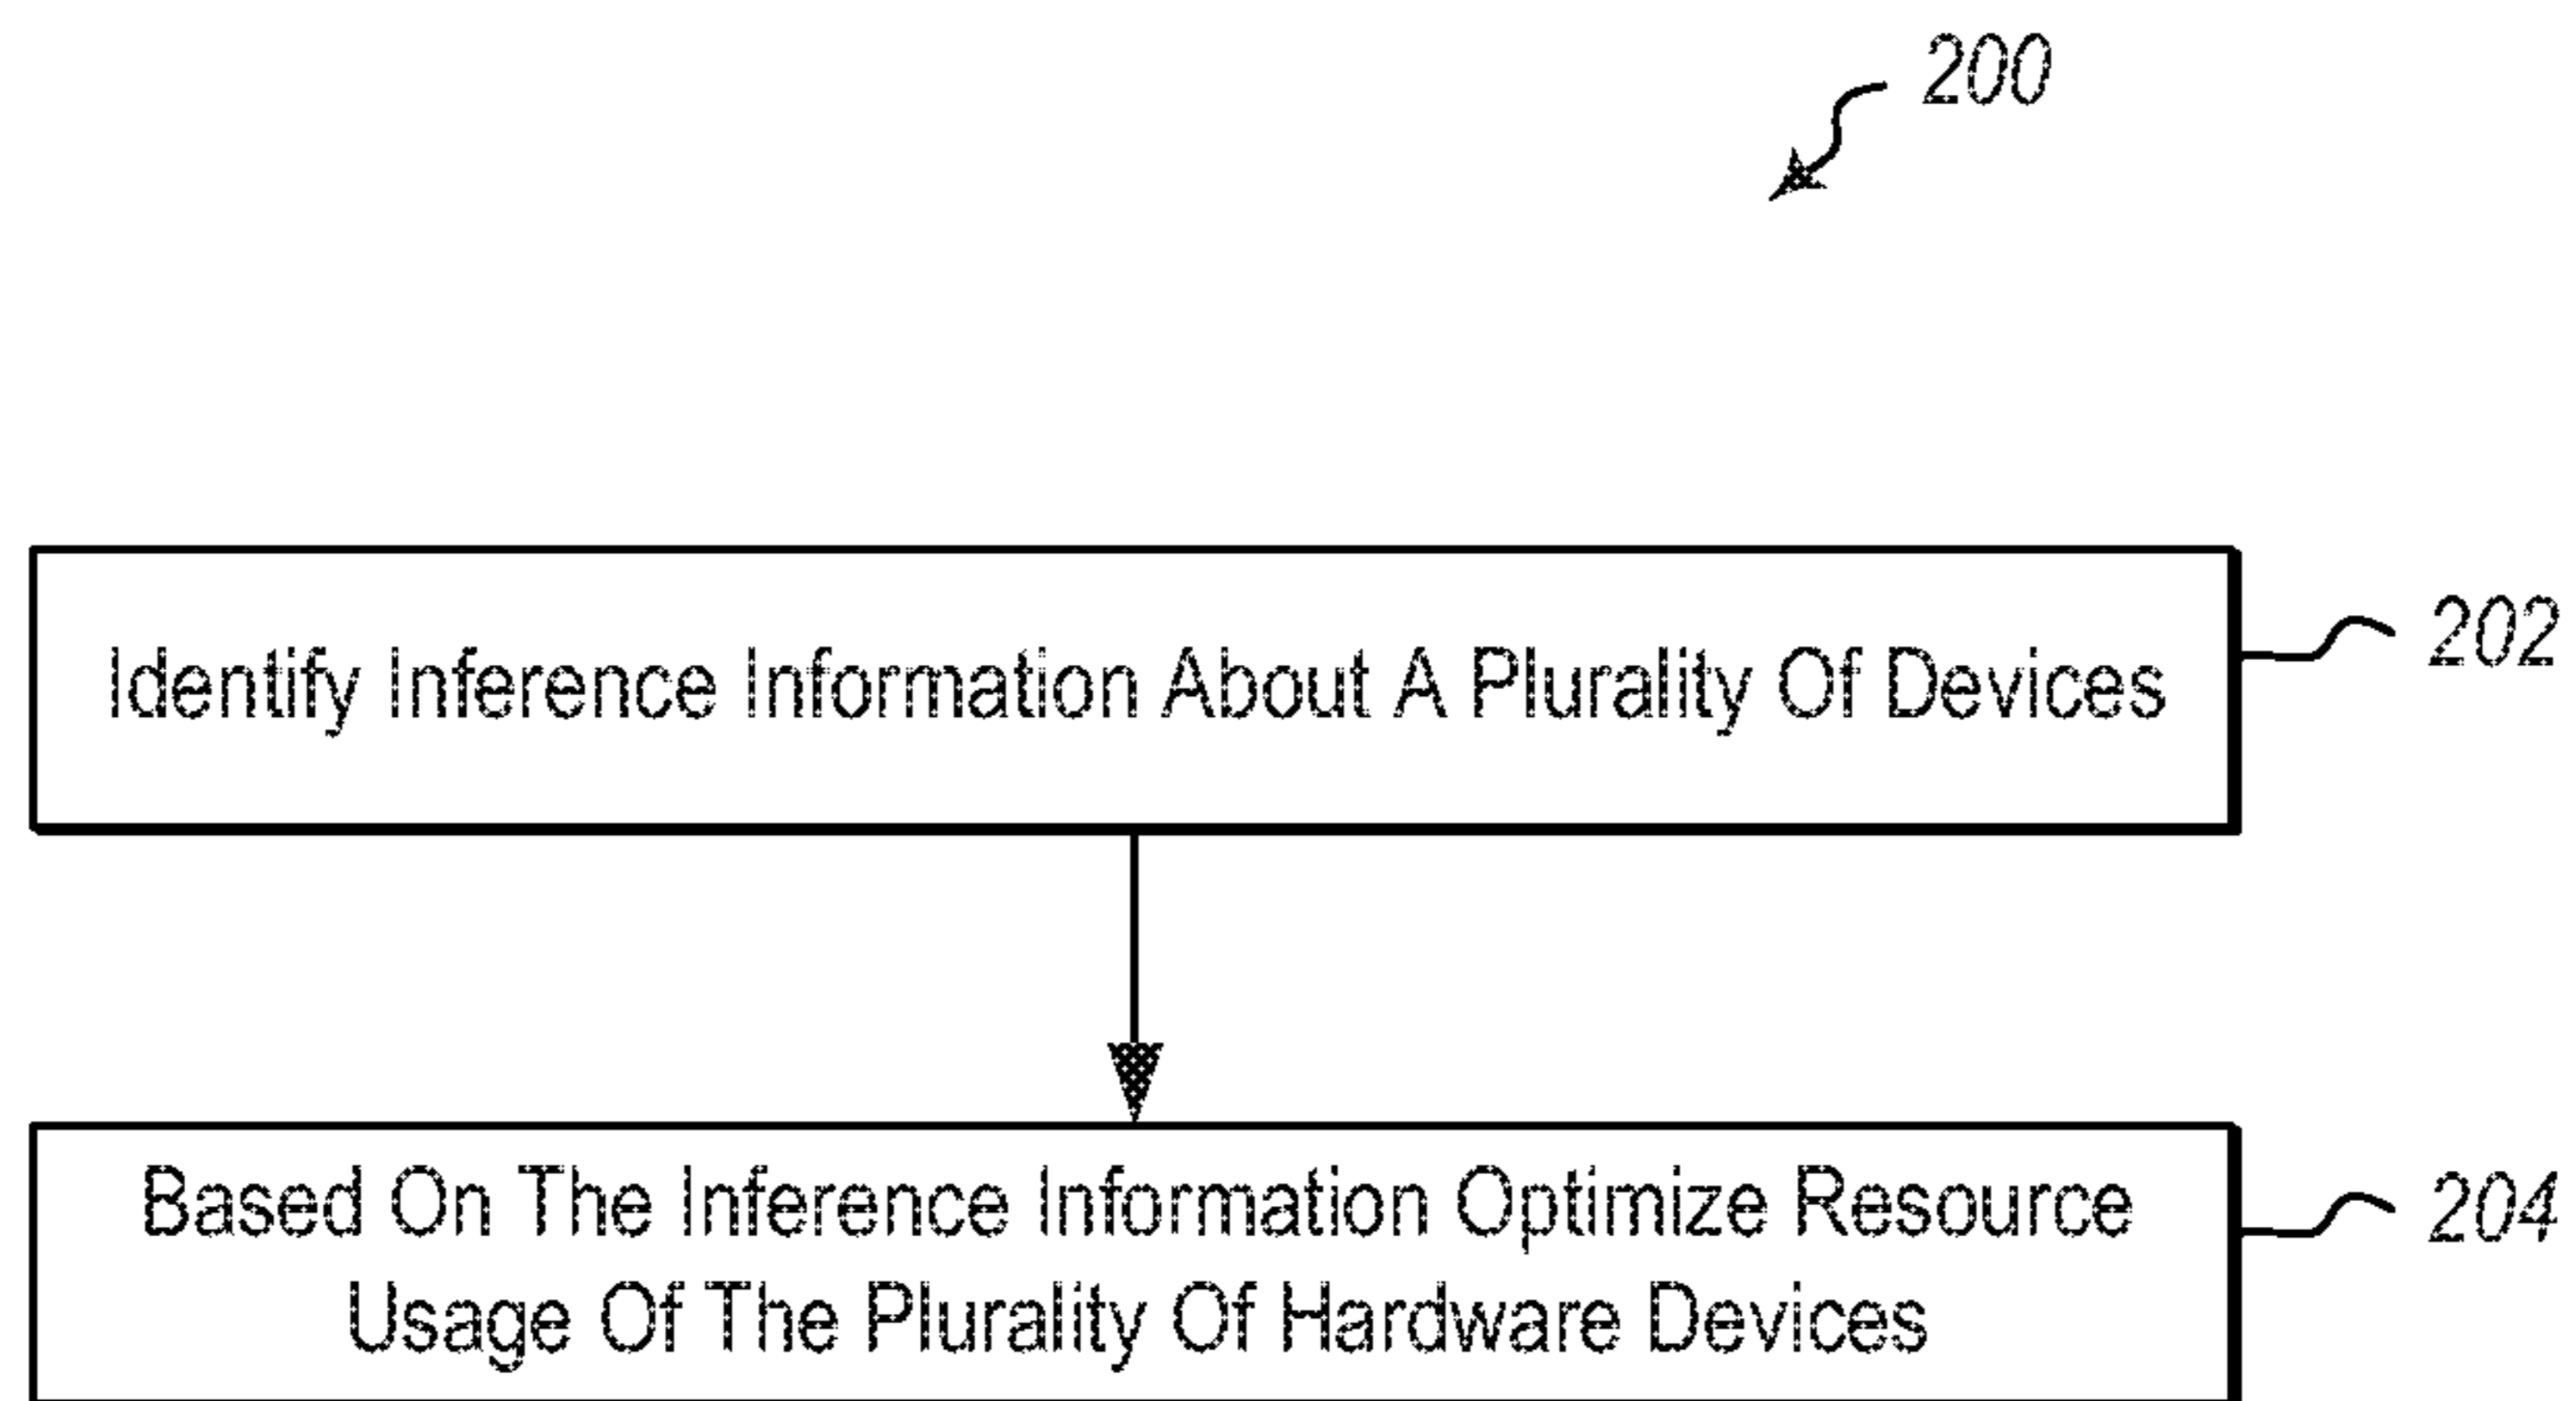 200
Identify Inference Information About A Plurality Of Devices
202
Based On The Inference Information Optimize Resource
Usage Of The Plurality Of Hardware Devices
204